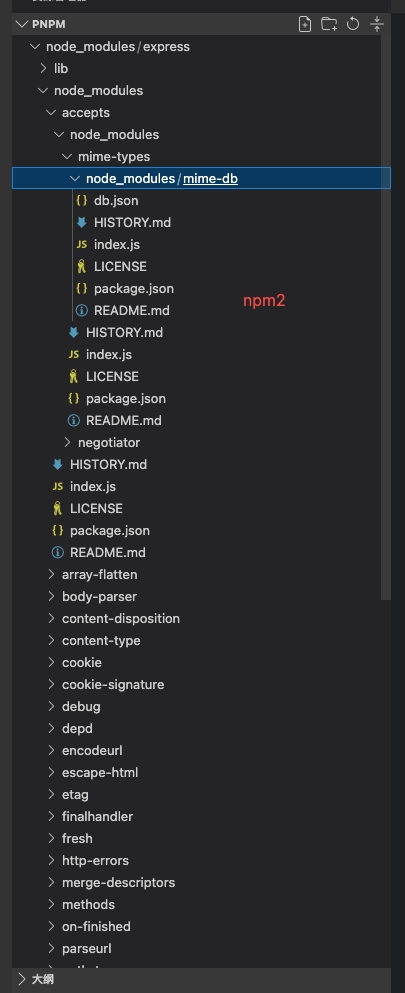 PNPM
node_modules/express
lib
node_modules
accepts
node_modules
mime-types
node_modules/mime-db
{} db.json
HISTORY.md
JS index.js
LICENSE
{} package.json
README.md
npm2
HISTORY.md
JS index.js
LICENSE
{} package.json
README.md
negotiator
HISTORY.md
JS index.js
LICENSE
{} package.json
README.md
array-flatten
body-parser
content-disposition
content-type
cookie
cookie-signature
debug
depd
encodeurl
escape-html
etag
finalhandler
fresh
http-errors
merge-descriptors
methods
on-finished
parseurl
大纲